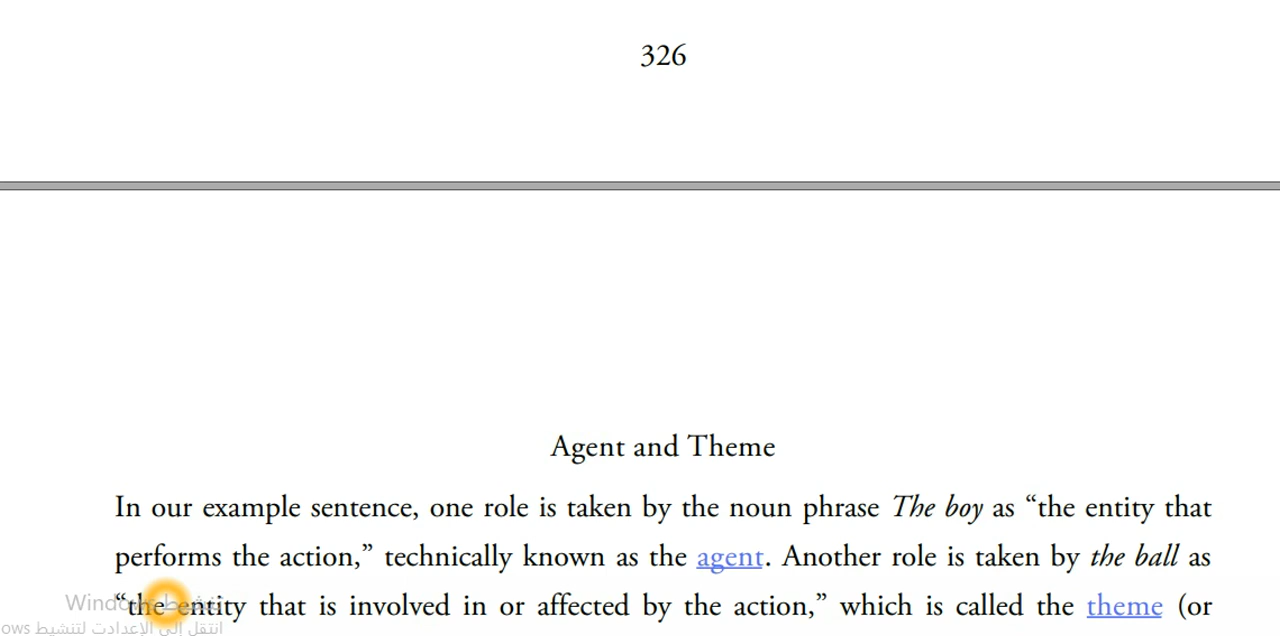 326
Agent and Theme
In our example sentence, one role is taken by the noun phrase The boy as “the entity that
performs the action,” technically known as the agent. Another role is taken by the ball as
“the entity that is involved in or affected by the action,” which is called the theme (or
تنشيط Windows
انتقل إلى الإعدادت لتنشيط ows